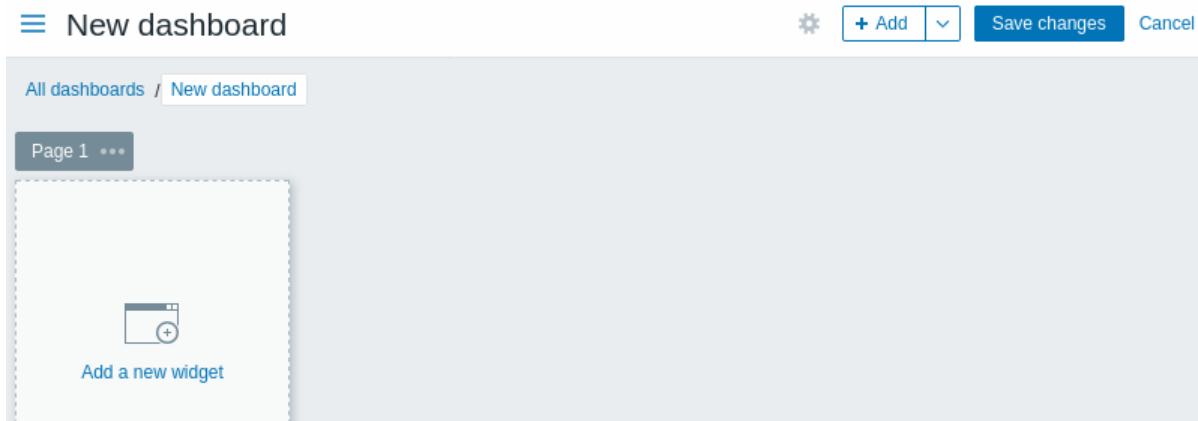 New dashboard
+ Add
Save changes
Cancel
All dashboards / New dashboard
Page 1
Add a new widget